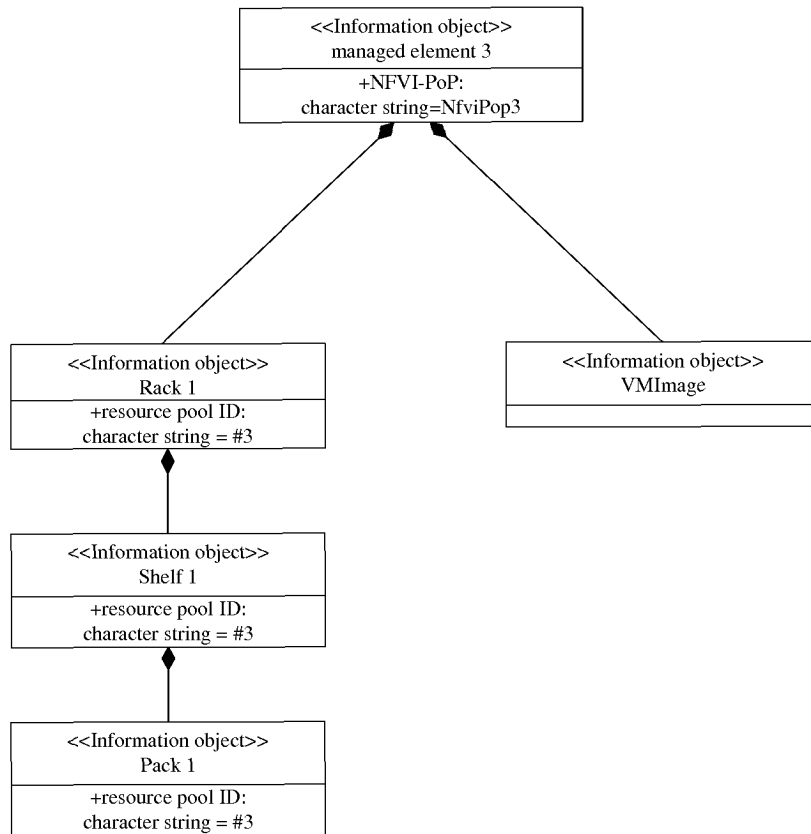 <<Information object>>
managed element 3
+NFVI-PoP:
character string=NfviPop3
<<Information object>>
Rack 1
+resource pool ID:
character string = #3
<<Information object>>
VMImage
<<Information object>>
Shelf 1
+resource pool ID:
character string = #3
<<Information object>>
Pack 1
+resource pool ID:
character string = #3